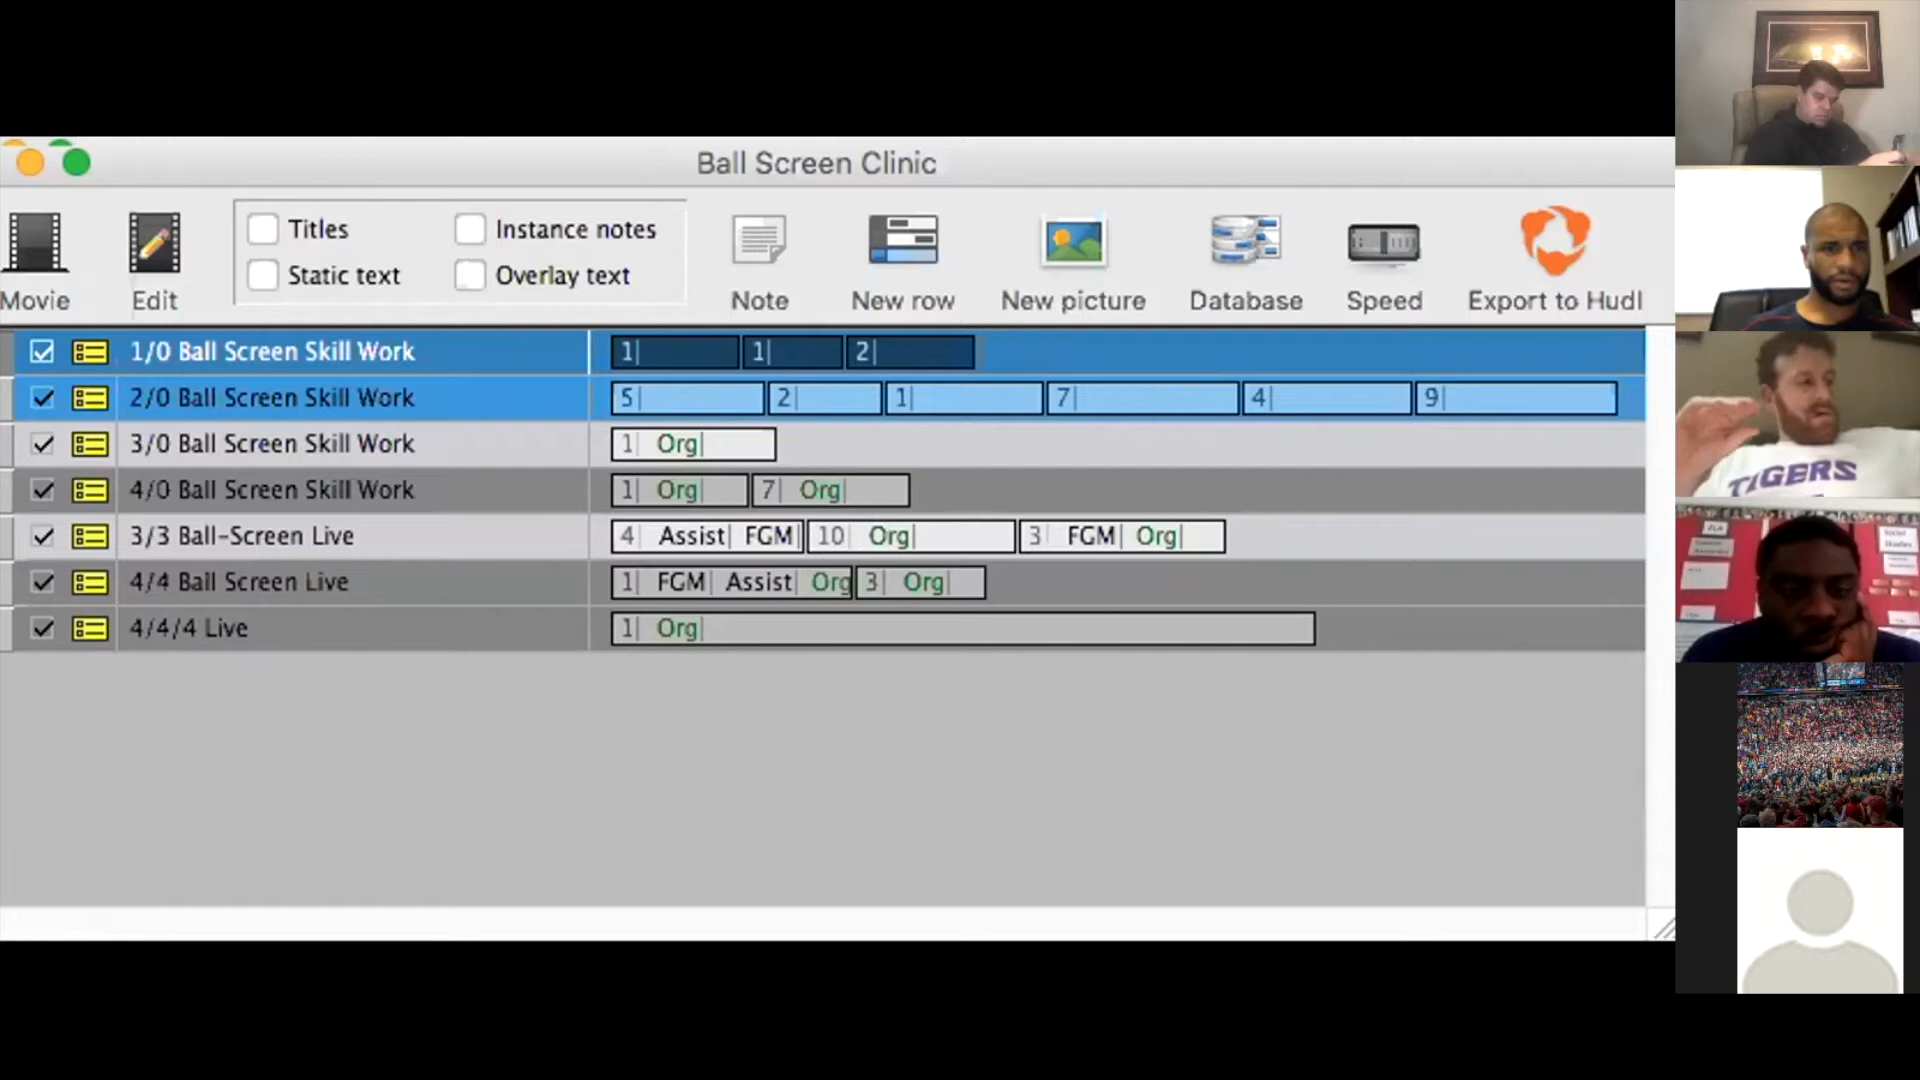 Ball Screen Clinic
Titles
Instance notes
Static text
Overlay text
Movie
Edit
Note
New row
New picture
Database
Speed
Export to Hudl
1/0 Ball Screen Skill Work 1| 1| 2|
2/0 Ball Screen Skill Work 5| 2| 1| 7| 4| 9|
3/0 Ball Screen Skill Work 1| Org|
4/0 Ball Screen Skill Work 1| Org| 7| Org|
3/3 Ball-Screen Live 4| Assist| FGM| 10| Org| 3| FGM| Org|
4/4 Ball Screen Live 1| FGM| Assist| Org 3| Org|
4/4/4 Live 1| Org|
TIGERS